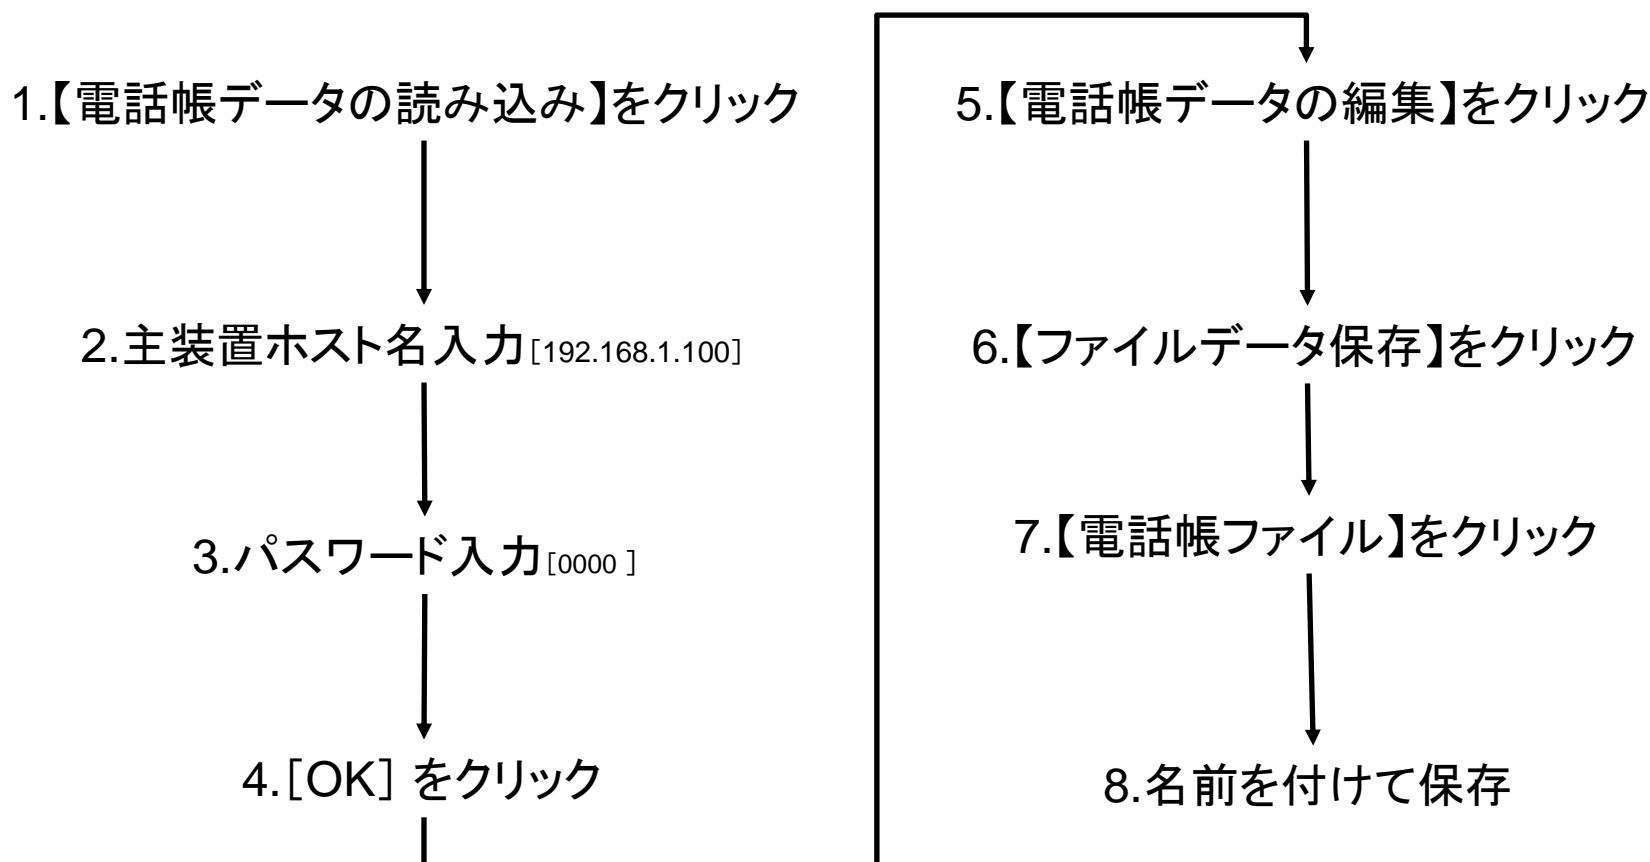 1.【電話帳データの読み込み】をクリック
2.主装置ホスト名入力[192.168.1.100]
3.パスワード入力[0000 ]
4.[OK] をクリック
5.【電話帳データの編集】をクリック
6.【ファイルデータ保存】をクリック
7.【電話帳ファイル】をクリック
8.名前を付けて保存